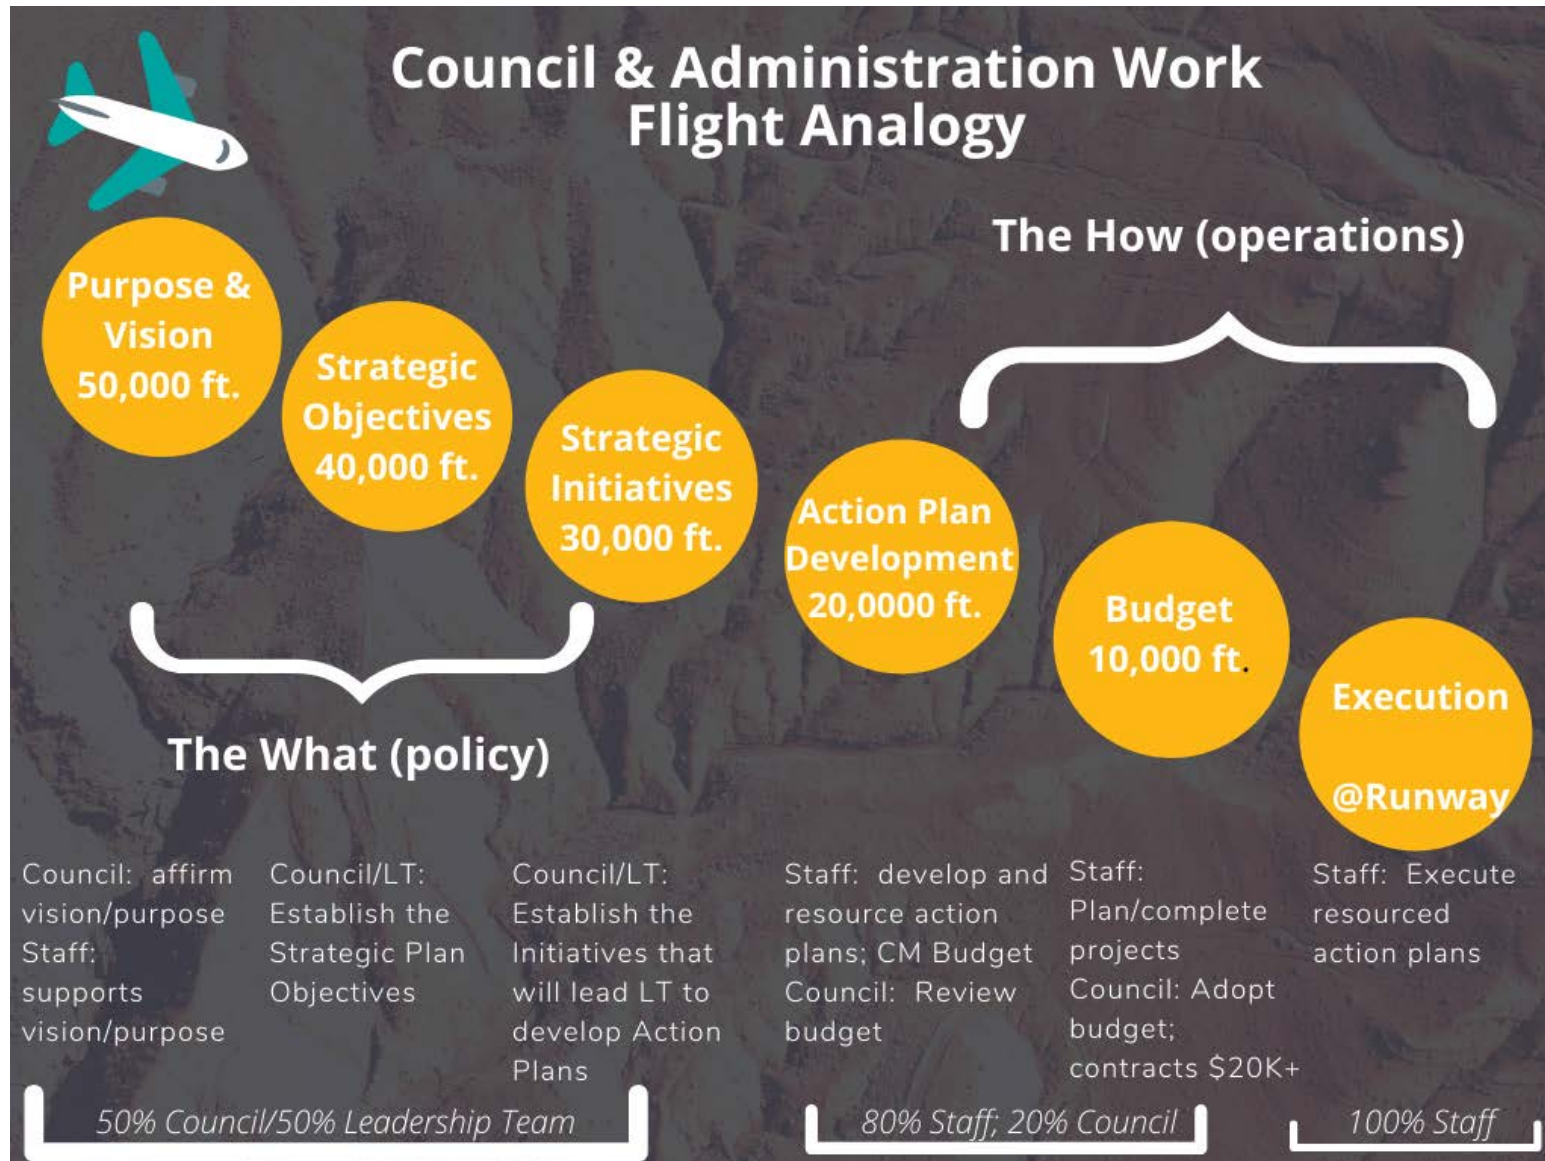 Council & Administration Work
Flight Analogy
The How (operations)
Purpose &
Vision
50,000 ft.
Strategic
Objectives
40,000 ft.
Strategic
Initiatives
30,000 ft.
Action Plan
Development
20,0000 ft.
Budget
10,000 ft.
Execution
@Runway
The What (policy)
Council: affirm
vision/purpose
Staff:
supports
vision/purpose
Council/LT:
Establish the
Strategic Plan
Objectives
Council/LT:
Establish the
Initiatives that
will lead LT to
develop Action
Plans
Staff: develop and
resource action
plans; CM Budget
Council: Review
budget
Staff:
Plan/complete
projects
Council: Adopt
budget;
contracts $20K+
Staff: Execute
resourced
action plans
50% Council/50% Leadership Team
80% Staff; 20% Council
100% Staff